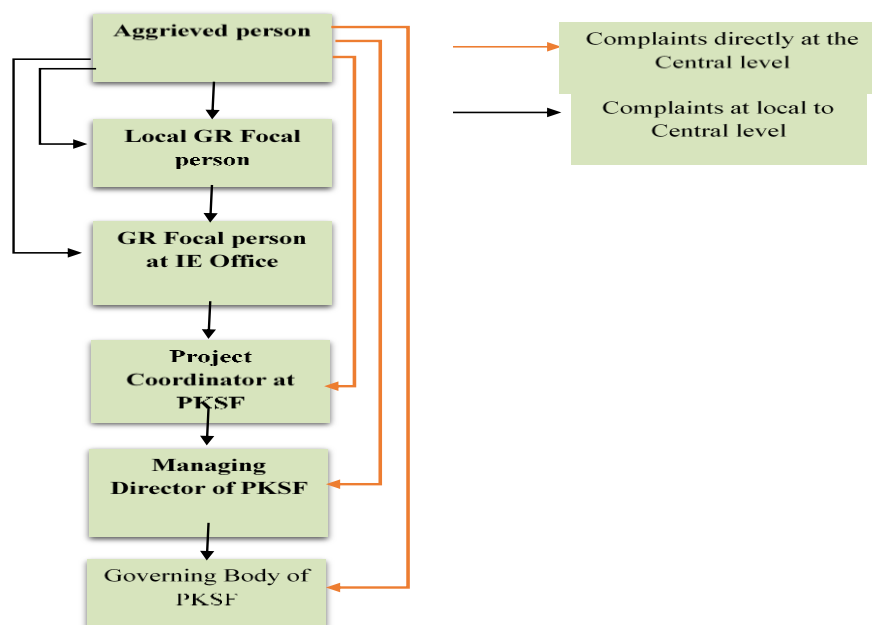 Aggrieved person
Local GR Focal
person
GR Focal person
at IE Office
Project
Coordinator at
PKSF
Managing
Director of PKSF
Governing Body of
PKSF
Complaints directly at the
Central level
Complaints at local to
Central level